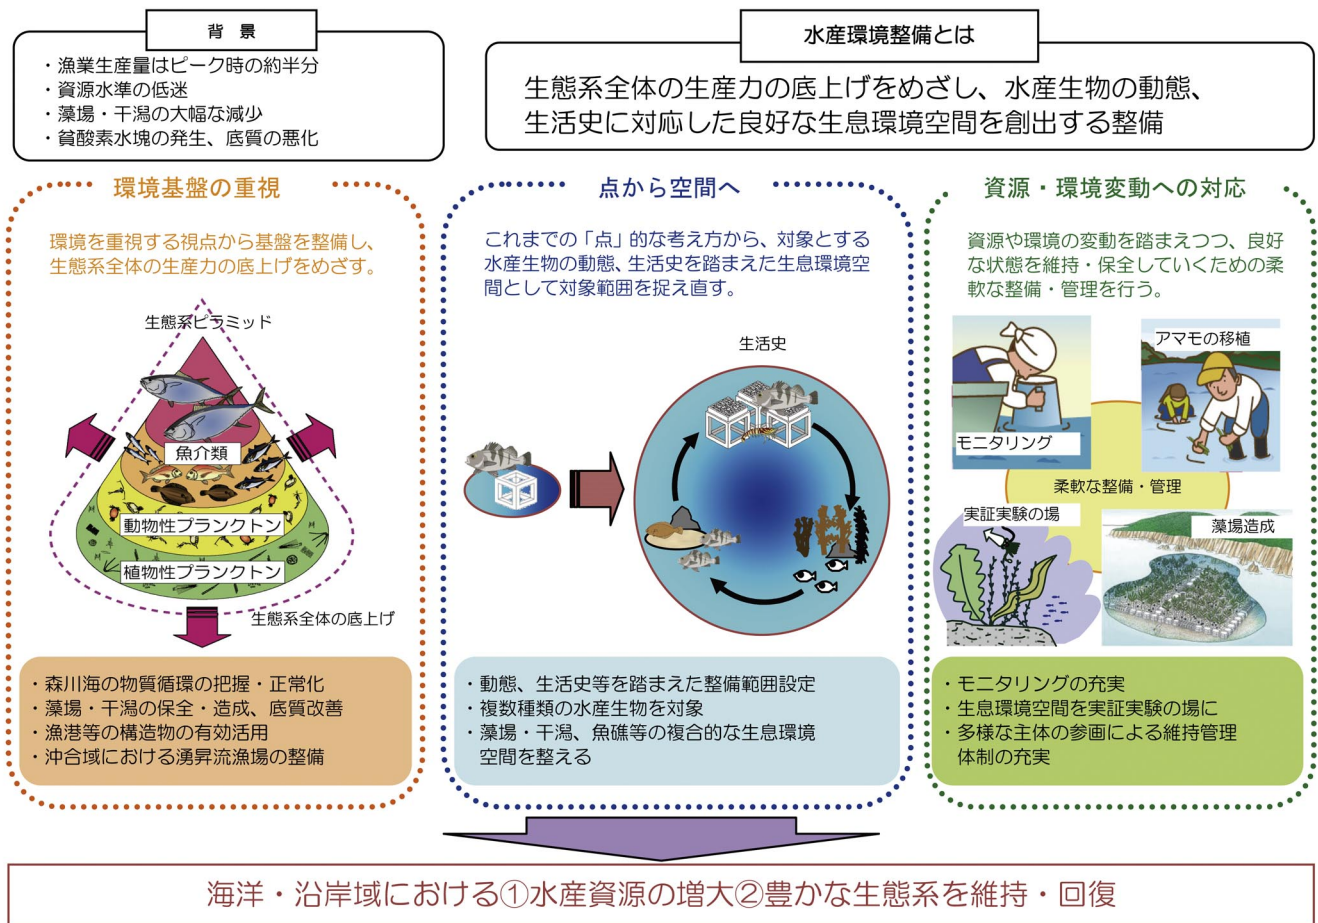 背 景
・漁業生産量はピーク時の約半分
・資源水準の低迷
・藻場・干潟の大幅な減少
・貧酸素水塊の発生、底質の悪化
水産環境整備とは
生態系全体の生産力の底上げをめざし、水産生物の動態、
生活史に対応した良好な生息環境空間を創出する整備
環境基盤の重視
環境を重視する視点から基盤を整備し、
生態系全体の生産力の底上げをめざす。
生態系ピラミッド
魚介類
動物性プランクトン
植物性プランクトン
生態系全体の底上げ
・森川海の物質循環の把握・正常化
・藻場・干潟の保全・造成、底質改善
・漁港等の構造物の有効活用
・沖合域における湧昇流漁場の整備
点から空間へ
これまでの「点」的な考え方から、対象とする
水産生物の動態、生活史を踏まえた生息環境空
間として対象範囲を捉え直す。
生活史
・動態、生活史等を踏まえた整備範囲設定
・複数種類の水産生物を対象
・藻場・干潟、魚礁等の複合的な生息環境
空間を整える
資源・環境変動への対応
資源や環境の変動を踏まえつつ、良好
な状態を維持・保全していくための柔
軟な整備・管理を行う。
アマモの移植
モニタリング
柔軟な整備・管理
実証実験の場
藻場造成
・モニタリングの充実
・生息環境空間を実証実験の場に
・多様な主体の参画による維持管理
体制の充実
海洋・沿岸域における①水産資源の増大②豊かな生態系を維持・回復